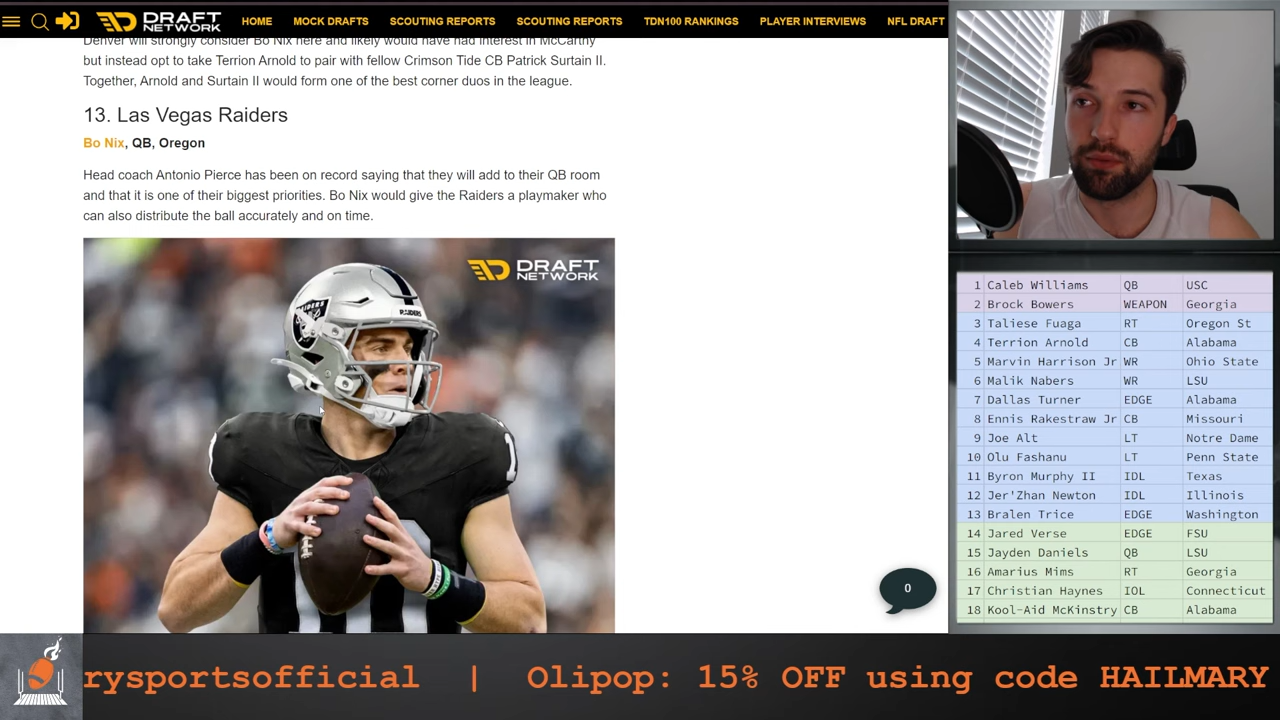 DRAFT
NETWORK
HOME MOCK DRAFTS SCOUTING REPORTS SCOUTING REPORTS TDN100 RANKINGS PLAYER INTERVIEWS NFL DRAFT
Denver will strongly consider Bo Nix here and likely would have had interest in McCarthy
but instead opt to take Terrion Arnold to pair with fellow Crimson Tide CB Patrick Surtain II.
Together, Arnold and Surtain II would form one of the best corner duos in the league.
13. Las Vegas Raiders
Bo Nix, QB, Oregon
Head coach Antonio Pierce has been on record saying that they will add to their QB room
and that it is one of their biggest priorities. Bo Nix would give the Raiders a playmaker who
can also distribute the ball accurately and on time.
DRAFT
NETWORK
RAIDERS
RAIDERS
0
1 Caleb Williams QB USC
2 Brock Bowers WEAPON Georgia
3 Taliese Fuaga RT Oregon St
4 Terrion Arnold CB Alabama
5 Marvin Harrison Jr WR Ohio State
6 Malik Nabers WR LSU
7 Dallas Turner EDGE Alabama
8 Ennis Rakestraw Jr CB Missouri
9 Joe Alt LT Notre Dame
10 Olu Fashanu LT Penn State
11 Byron Murphy II IDL Texas
12 Jer'Zhan Newton IDL Illinois
13 Bralen Trice EDGE Washington
14 Jared Verse EDGE FSU
15 Jayden Daniels QB LSU
16 Amarius Mims RT Georgia
17 Christian Haynes IOL Connecticut
18 Kool-Aid McKinstry CB Alabama
rysportsofficial | Olipop: 15% OFF using code HAILMARY